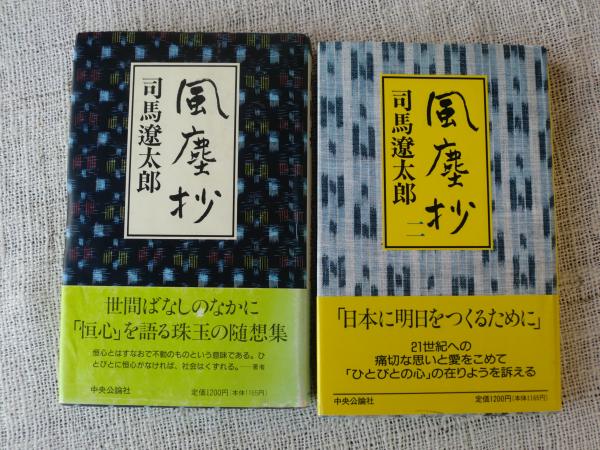 風塵抄
司馬遼太郎
世間ばなしのなかに
「恒心」を語る珠玉の随想集
恒心とはすなおで不動のものという意味である。ひ
とびとに恒心がなければ、社会はくずれる。——著者
中央公論社
定価1200円(本体1165円)
風塵抄
司馬遼太郎
二
「日本に明日をつくるために」
21世紀への
痛切な思いと愛をこめて
「ひとびとの心」の在りようを訴える
中央公論社
定価1200円(本体1165円)